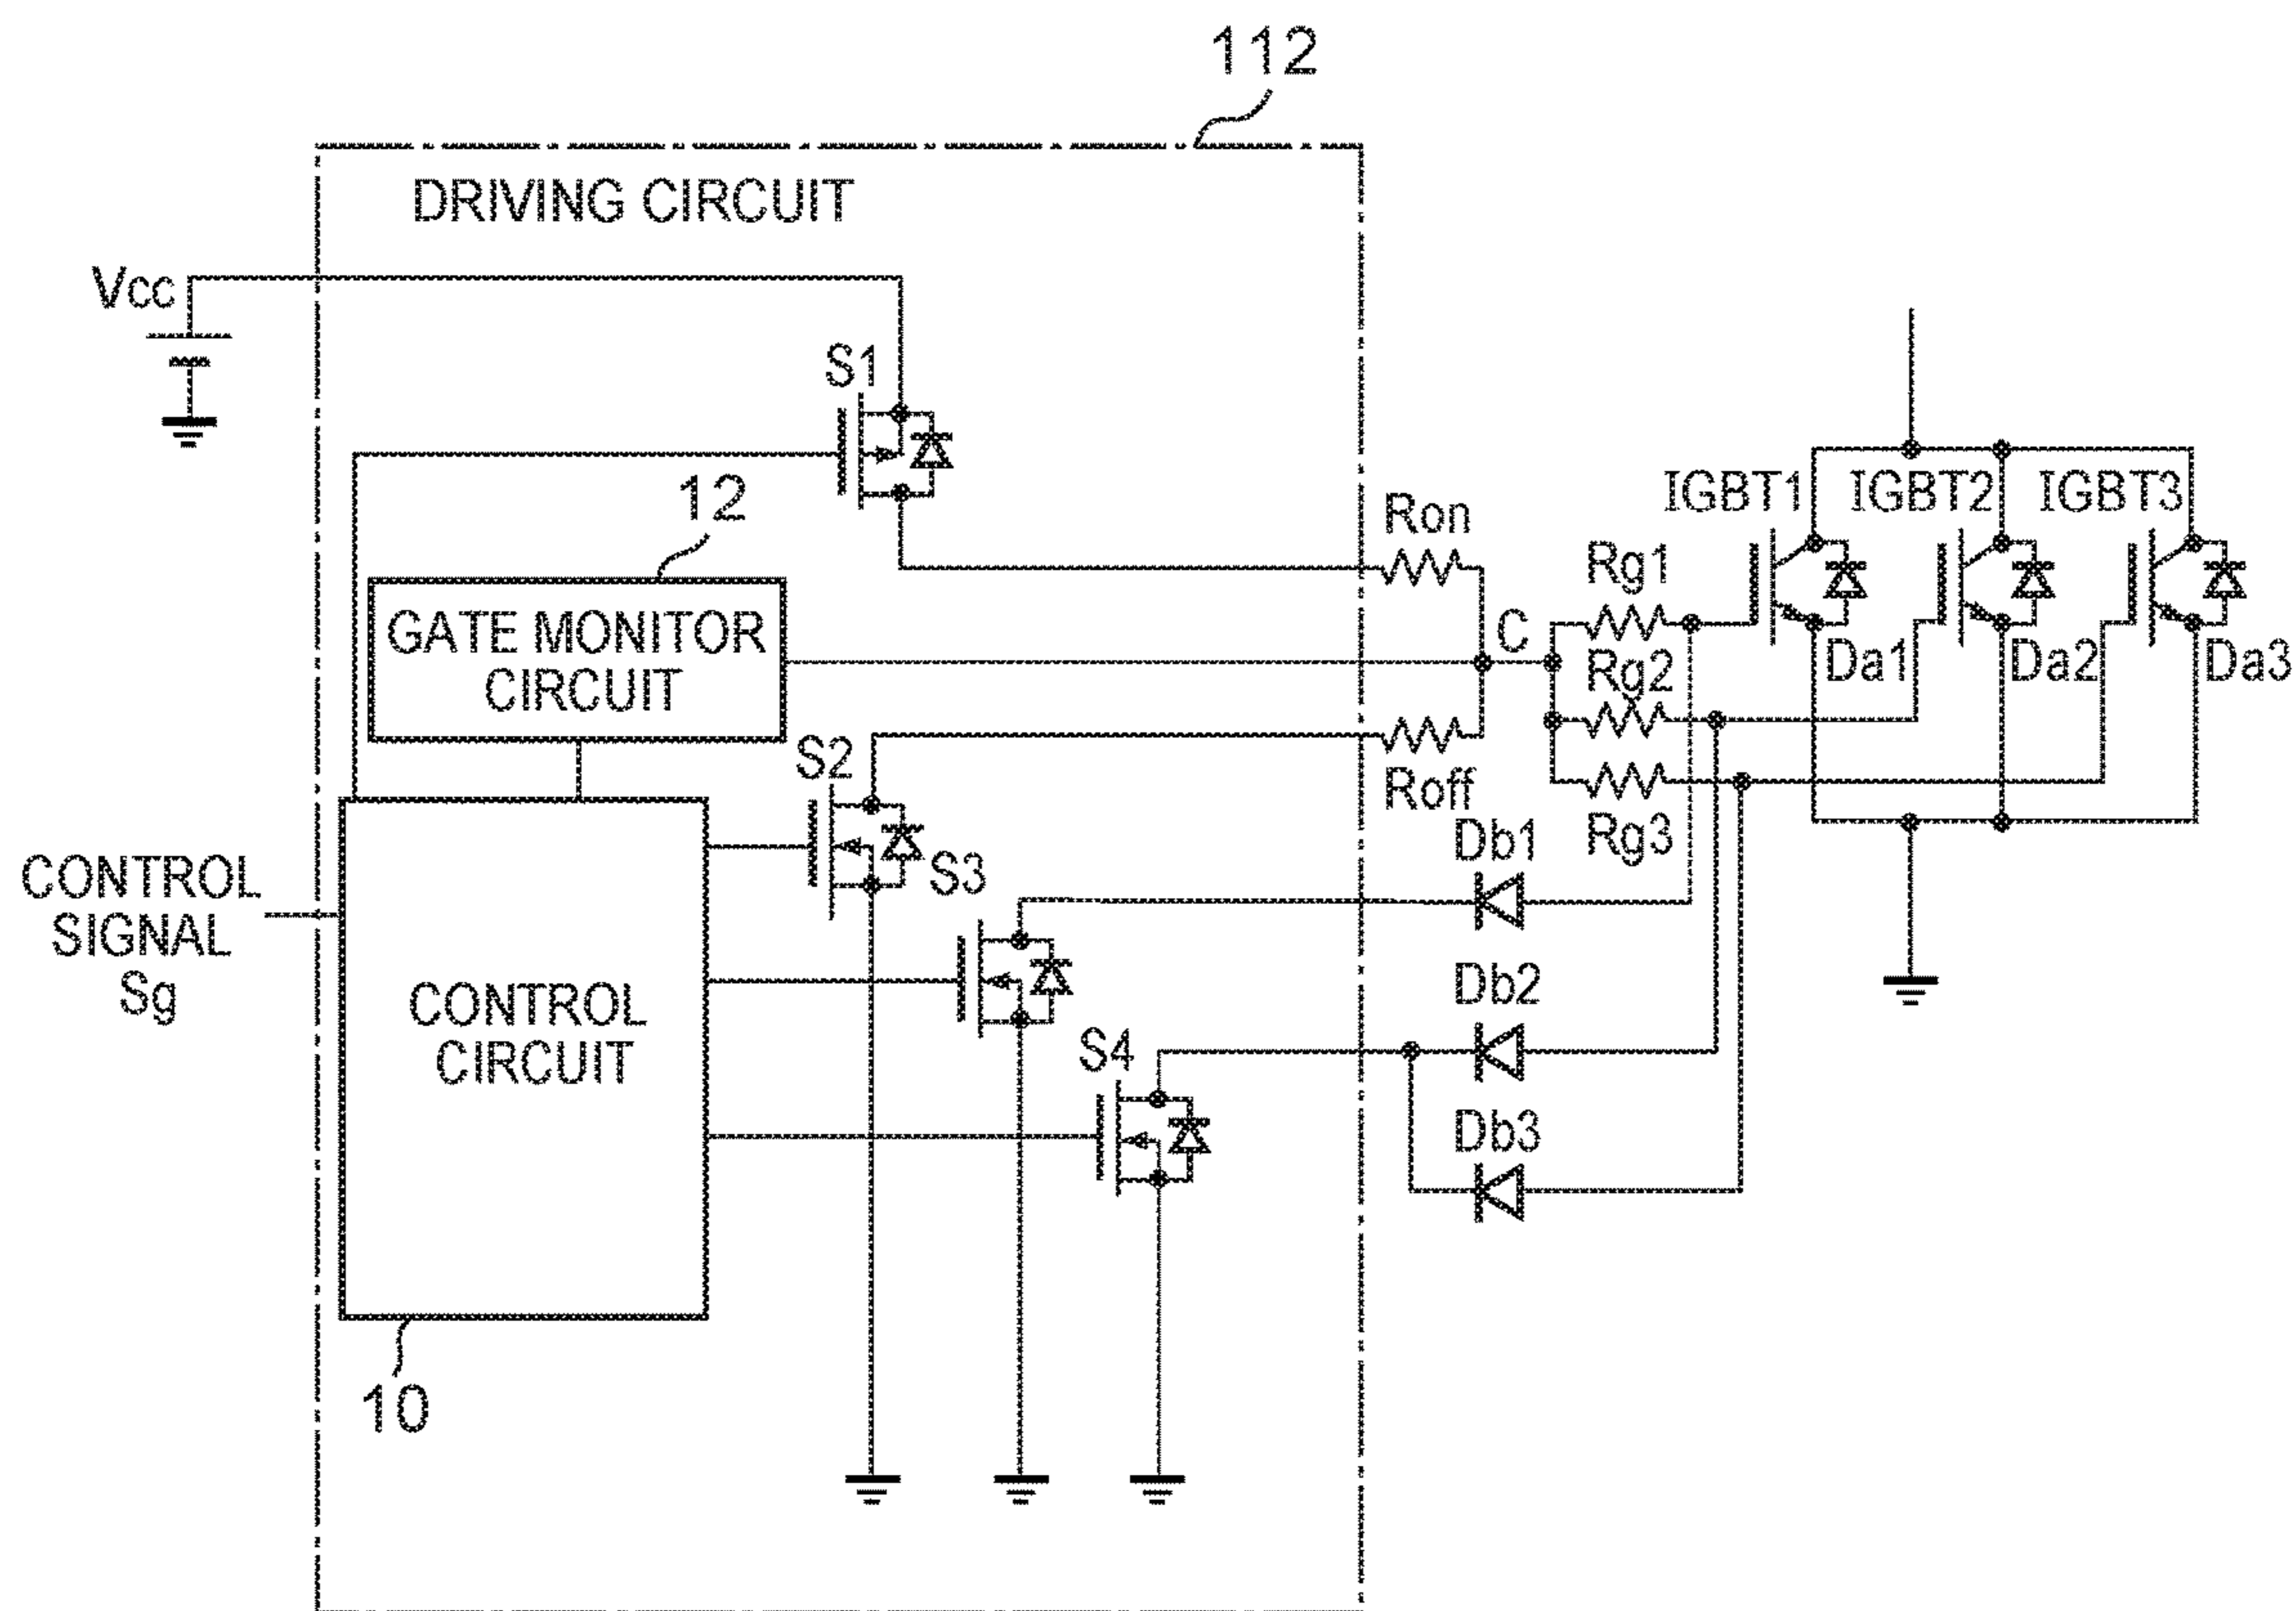 112
DRIVING CIRCUIT
Vcc
S1
12
GATE MONITOR
CIRCUIT
Ron
IGBT1
IGBT2
IGBT3
Rg1
C
Rg2
Da1
Da2
Da3
S2
Roff
Rg3
Db1
S3
CONTROL
SIGNAL
Sg
CONTROL
CIRCUIT
Db2
S4
Db3
10